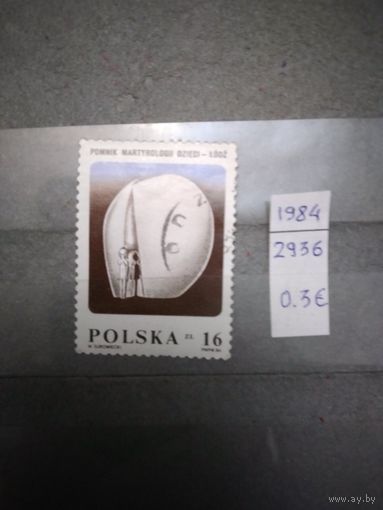 POMNIK MARTYROLOGII DZIECI – ŁÓDŹ
POLSKA ZŁ 16
1984
2936
0.3€
www.ay.by